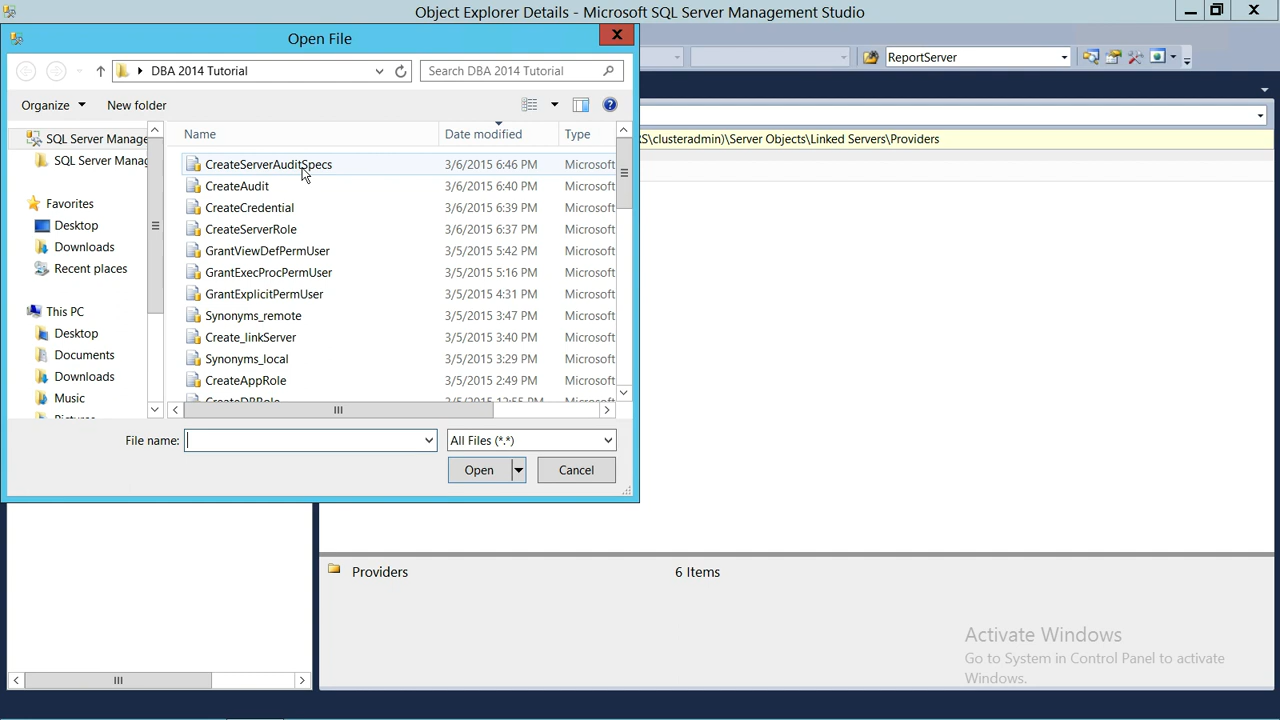 Object Explorer Details - Microsoft SQL Server Management Studio
Open File
DBA 2014 Tutorial
Search DBA 2014 Tutorial
ReportServer
Organize
New folder
Name
Date modified
Type
SQL Server Manage
SQL Server Manag
Favorites
Desktop
Downloads
Recent places
This PC
Desktop
Documents
Downloads
Music
CreateServerAuditSpecs 3/6/2015 6:46 PM Microsoft
CreateAudit 3/6/2015 6:40 PM Microsoft
CreateCredential 3/6/2015 6:39 PM Microsoft
CreateServerRole 3/6/2015 6:37 PM Microsoft
GrantViewDefPermUser 3/5/2015 5:42 PM Microsoft
GrantExecProcPermUser 3/5/2015 5:16 PM Microsoft
GrantExplicitPermUser 3/5/2015 4:31 PM Microsoft
Synonyms_remote 3/5/2015 3:47 PM Microsoft
Create_linkServer 3/5/2015 3:40 PM Microsoft
Synonyms_local 3/5/2015 3:29 PM Microsoft
CreateAppRole 3/5/2015 2:49 PM Microsoft
CreateDBRole 3/5/2015 12:55 PM Microsoft
File name:
All Files (*.*)
Open
Cancel
S\clusteradmin)\Server Objects\Linked Servers\Providers
Providers
6 Items
Activate Windows
Go to System in Control Panel to activate
Windows.